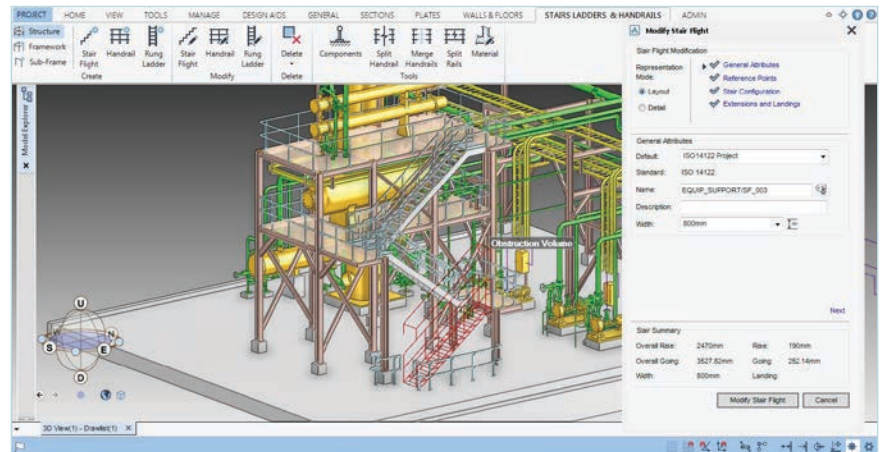 PROJECT HOME VIEW TOOLS MANAGE DESIGN AIDS GENERAL SECTIONS PLATES WALLS & FLOORS STAIRS LADDERS & HANDRAILS ADMIN
Structure
Framework
Sub-Frame
Stair Flight
Handrail
Rung Ladder
Create
Stair Flight
Handrail
Rung Ladder
Modify
Delete
Delete
Components
Split Handrail
Merge Handrails
Split Rails
Material
Tools
Model Explorer
Obstruction Volume
U
N
S
E
D
3D View(1) - Drawlist(1)
Modify Stair Flight
Stair Flight Modification
Representation Mode:
Layout
Detail
General Attributes
Reference Points
Stair Configuration
Extensions and Landings
General Attributes
Default: ISO14122 Project
Standard: ISO 14122
Name: EQUIP_SUPPORT/SF_003
Description:
Width: 800mm
Next
Stair Summary
Overall Rise: 2470mm Rise: 190mm
Overall Going: 3527.82mm Going: 252.14mm
Width: 800mm Landing:
Modify Stair Flight Cancel